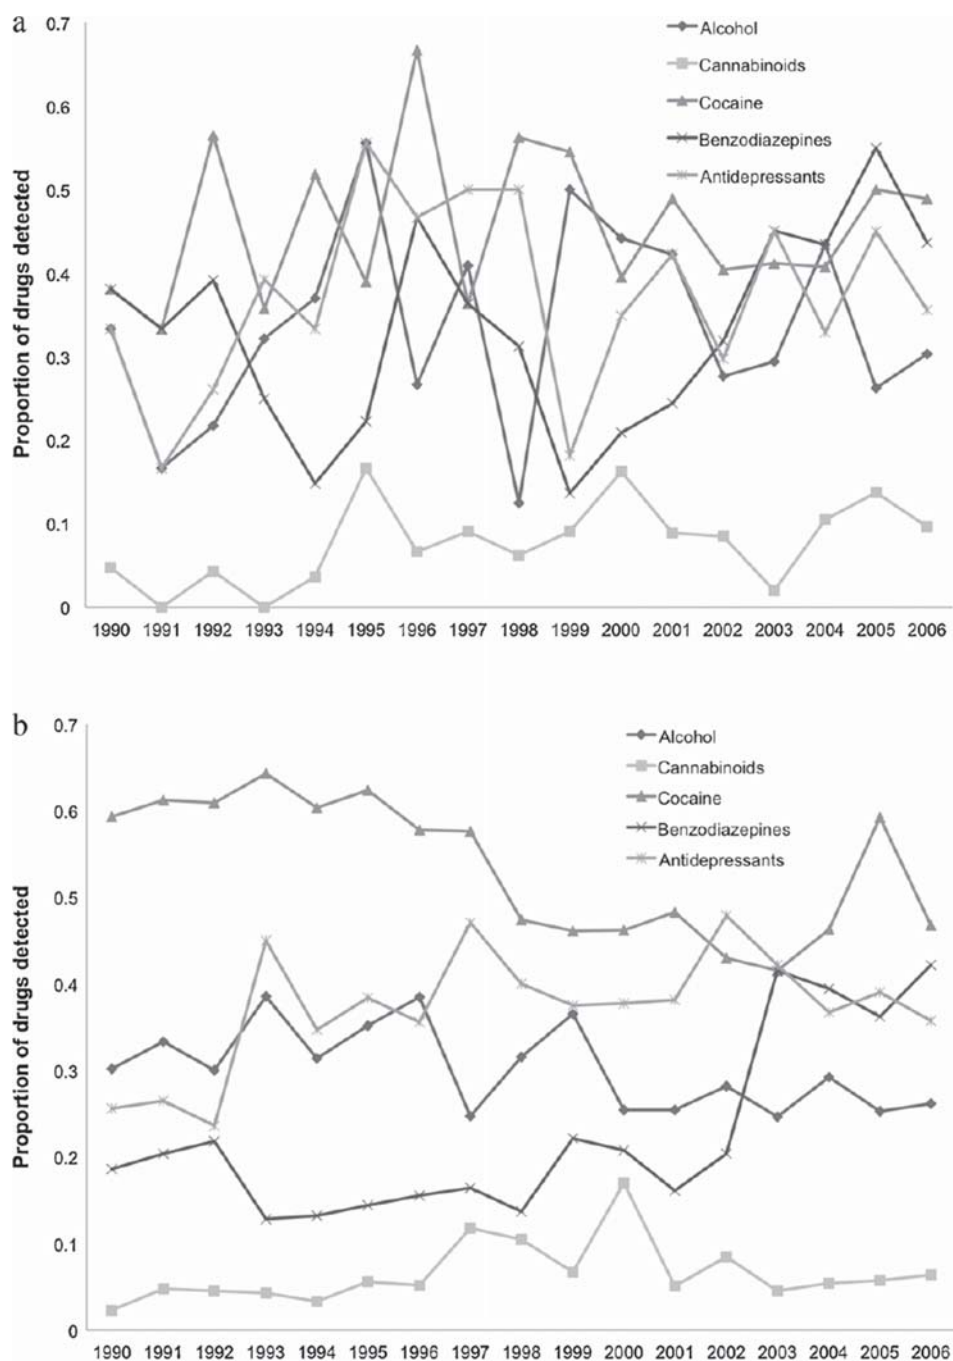 a
0.7
0.6
0.5
0.4
0.3
0.2
0.1
0
Proportion of drugs detected
Alcohol
Cannabinoids
Cocaine
Benzodiazepines
Antidepressants
1990 1991 1992 1993 1994 1995 1996 1997 1998 1999 2000 2001 2002 2003 2004 2005 2006
b
0.7
0.6
0.5
0.4
0.3
0.2
0.1
0
Proportion of drugs detected
Alcohol
Cannabinoids
Cocaine
Benzodiazepines
Antidepressants
1990 1991 1992 1993 1994 1995 1996 1997 1998 1999 2000 2001 2002 2003 2004 2005 2006